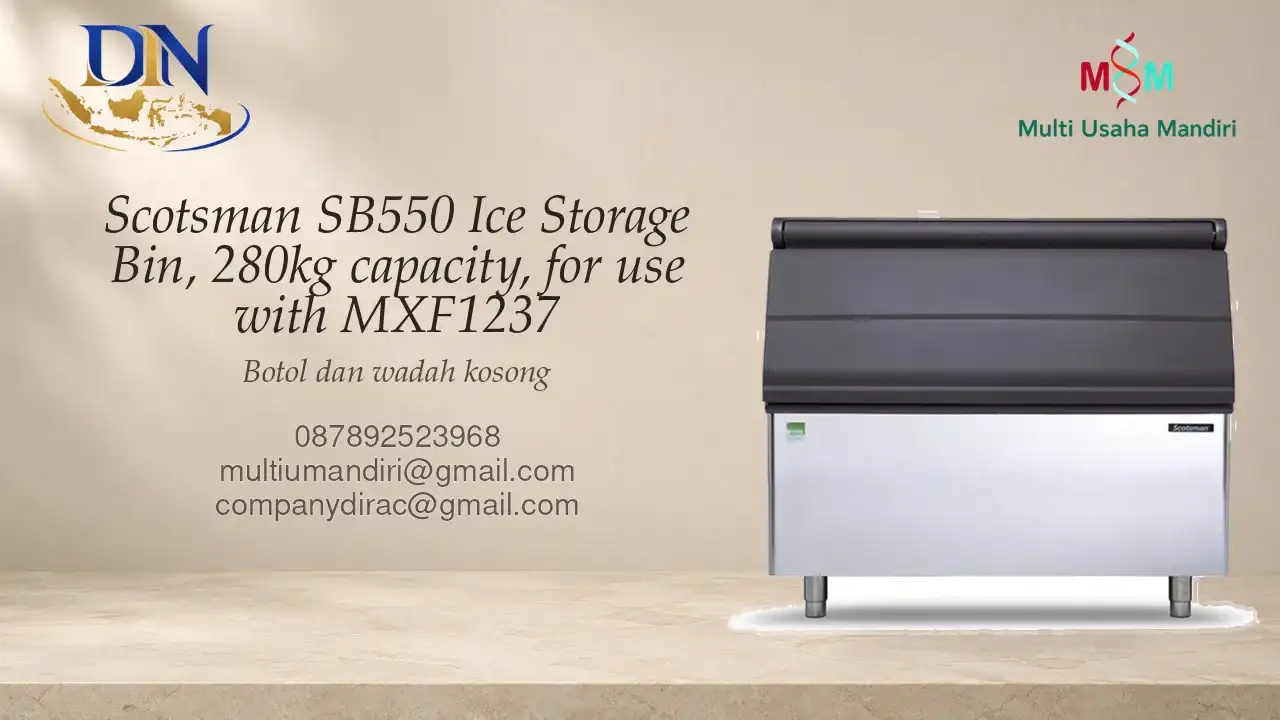 DN
MSM
Multi Usaha Mandiri
Scotsman SB550 Ice Storage
Bin, 280kg capacity, for use
with MXF1237
Botol dan wadah kosong
087892523968
multiumandiri@gmail.com
companydirac@gmail.com
Scotsman